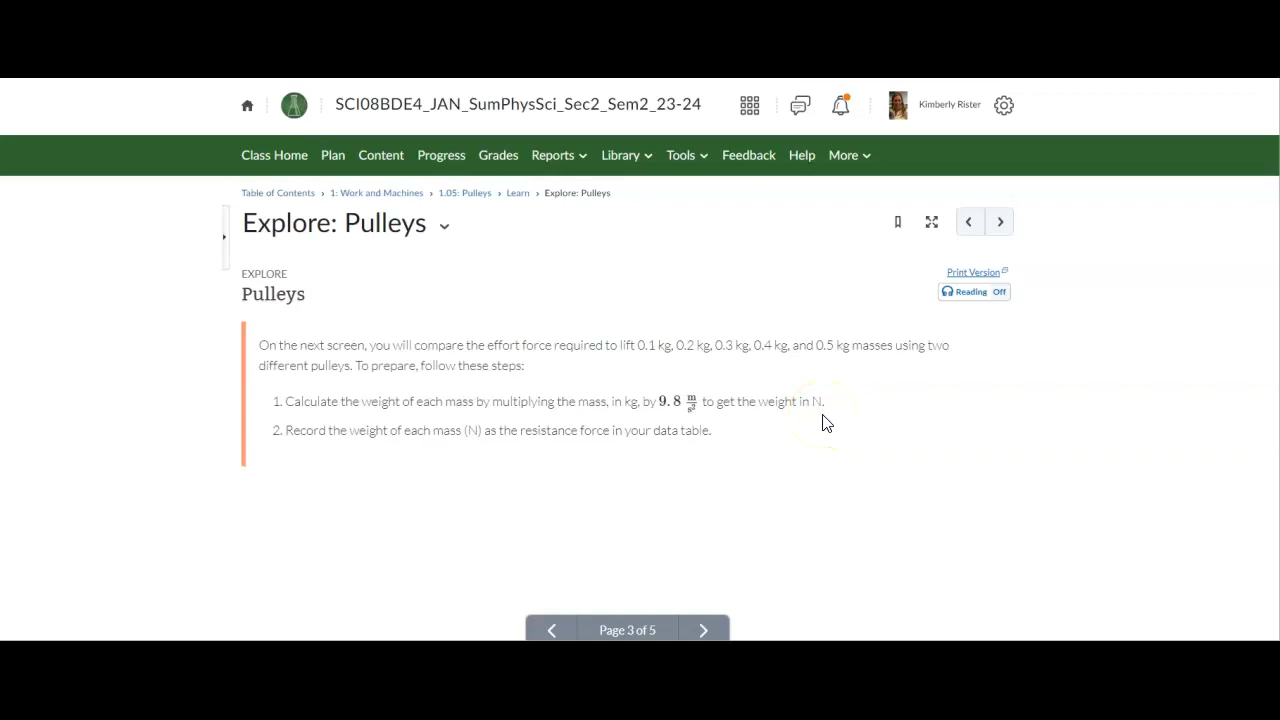 SCI08BDE4_JAN_SumPhysSci_Sec2_Sem2_23-24
Kimberly Rister
Class Home Plan Content Progress Grades Reports Library Tools Feedback Help More
Table of Contents › 1: Work and Machines › 1.05: Pulleys › Learn › Explore: Pulleys
Explore: Pulleys
EXPLORE
Print Version
Pulleys
Reading Off
On the next screen, you will compare the effort force required to lift 0.1 kg, 0.2 kg, 0.3 kg, 0.4 kg, and 0.5 kg masses using two
different pulleys. To prepare, follow these steps:
1. Calculate the weight of each mass by multiplying the mass, in kg, by 9.8 m/s² to get the weight in N.
2. Record the weight of each mass (N) as the resistance force in your data table.
Page 3 of 5